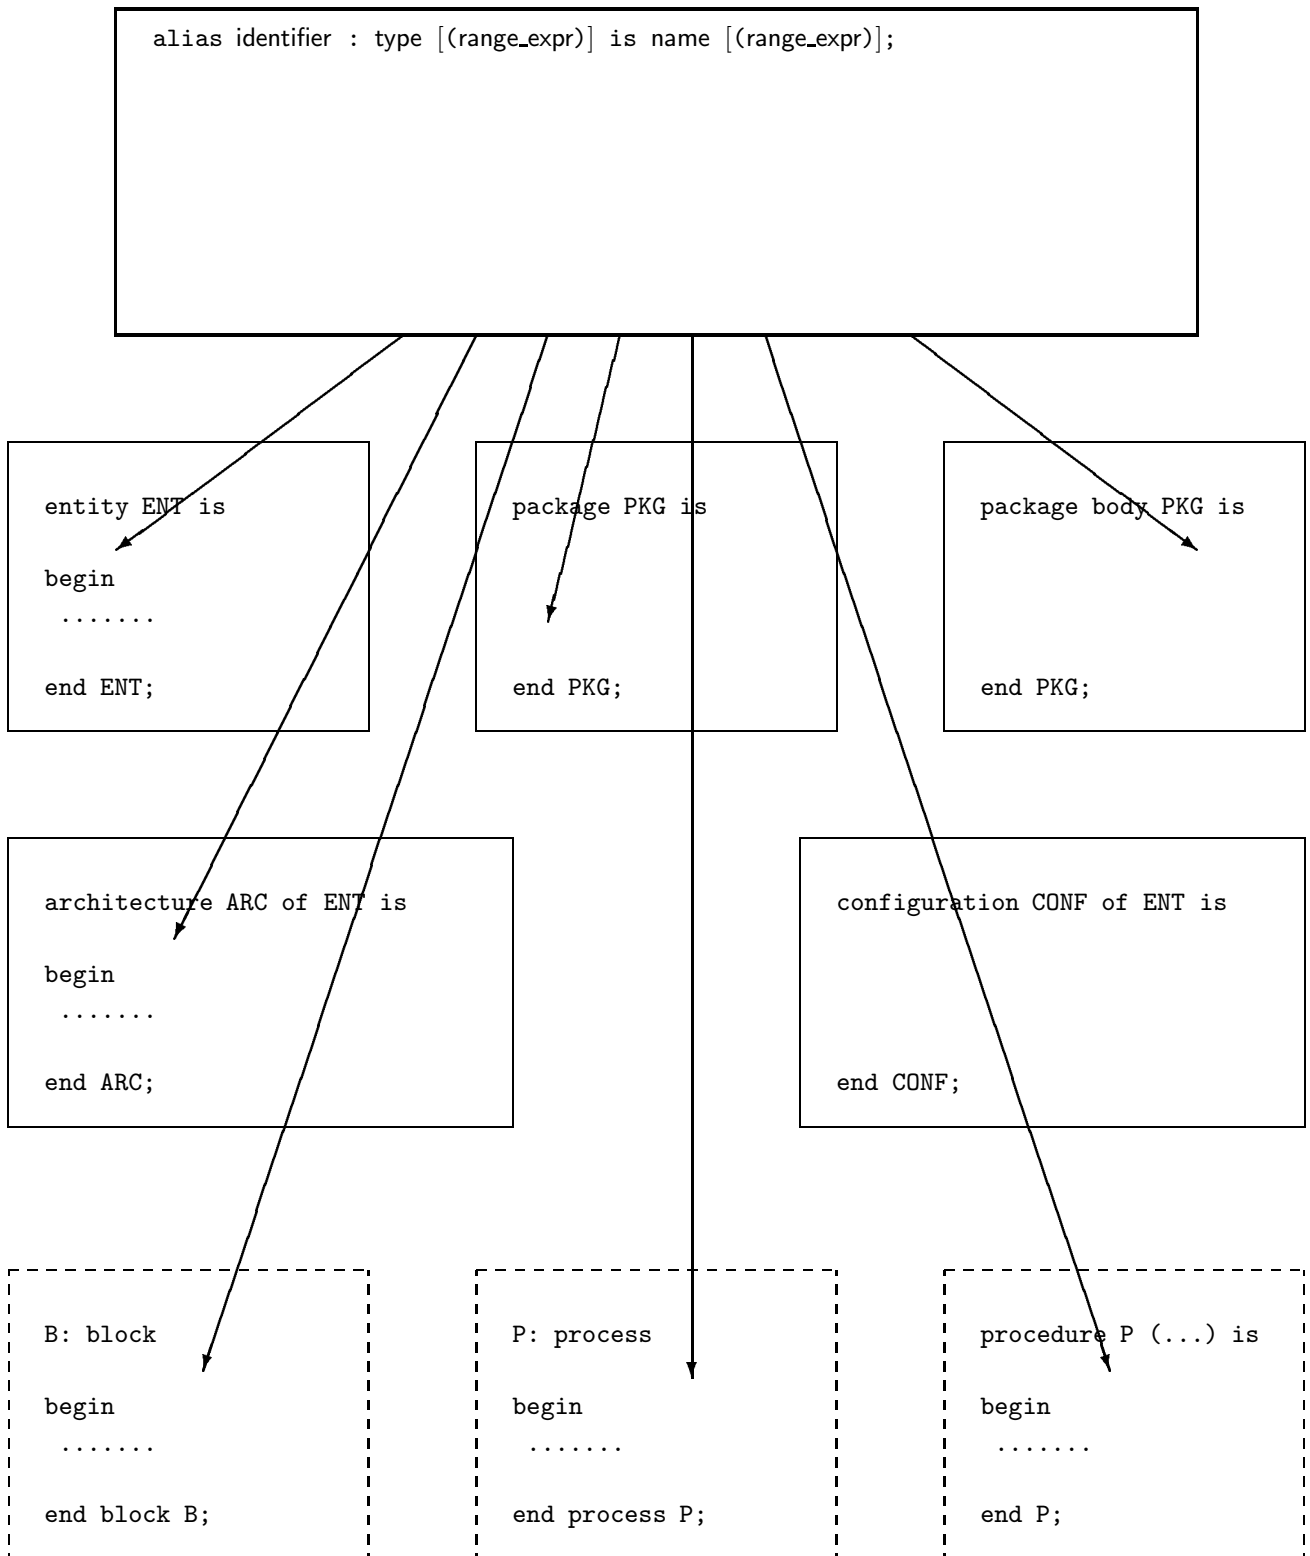 alias identifier : type [(range_expr)] is name [(range_expr)];
entity ENT is
begin
.......
end ENT;
package PKG is
end PKG;
package body PKG is
end PKG;
architecture ARC of ENT is
begin
.......
end ARC;
configuration CONF of ENT is
end CONF;
B: block
begin
.......
end block B;
P: process
begin
.......
end process P;
procedure P (...) is
begin
.......
end P;